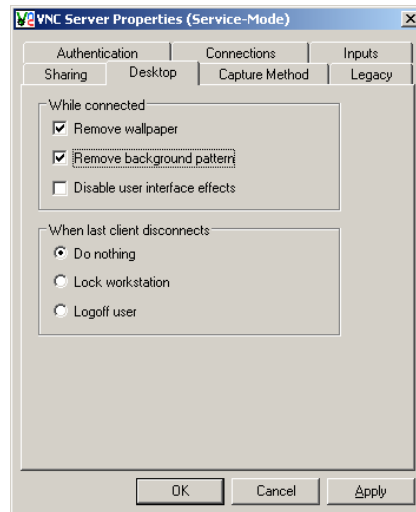 VNC Server Properties (Service-Mode)
Authentication Connections Inputs
Sharing Desktop Capture Method Legacy
While connected
Remove wallpaper
Remove background pattern
Disable user interface effects
When last client disconnects
Do nothing
Lock workstation
Logoff user
OK Cancel Apply